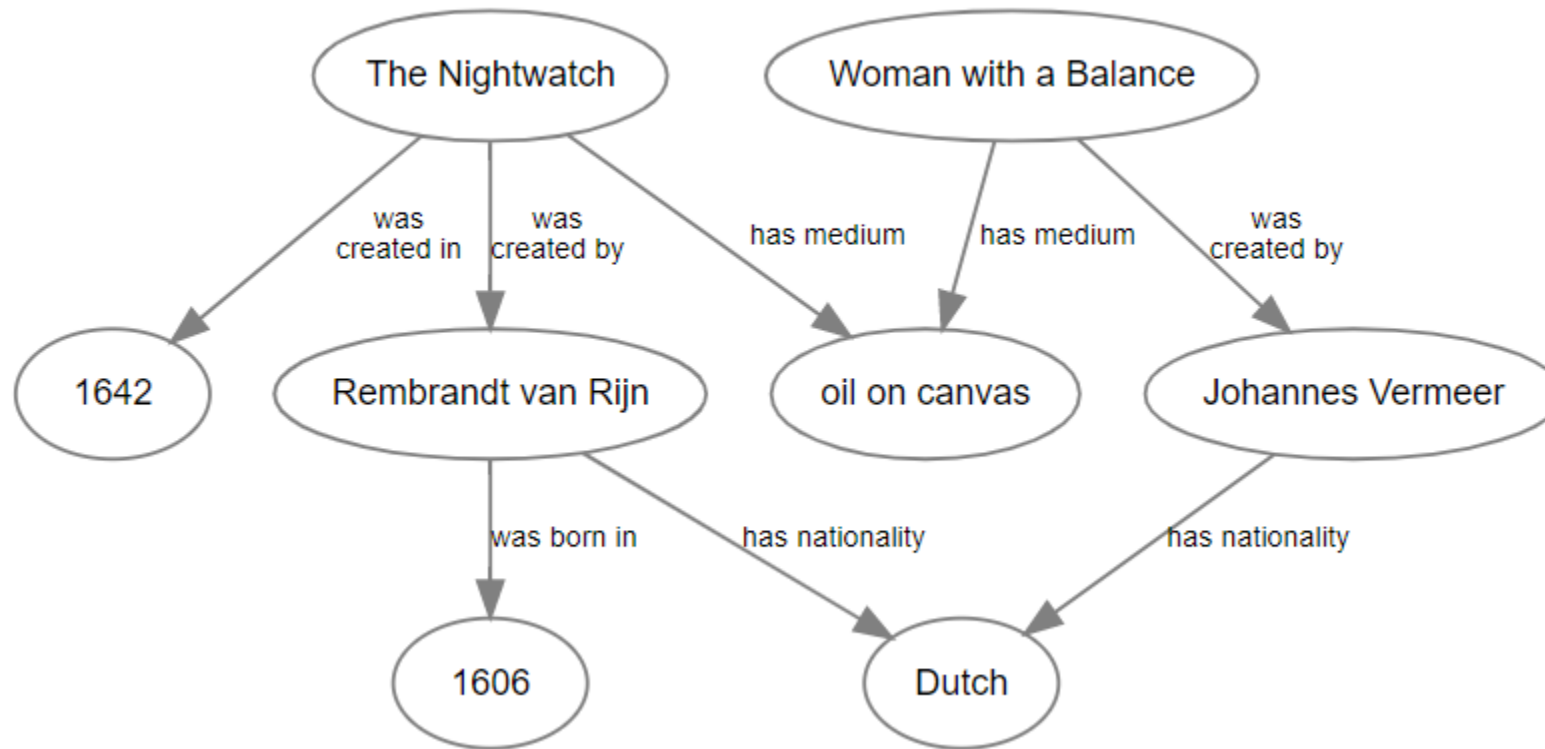 The Nightwatch
Woman with a Balance
was
created in
was
created by
has medium
has medium
was
created by
1642
Rembrandt van Rijn
oil on canvas
Johannes Vermeer
was born in
has nationality
has nationality
1606
Dutch